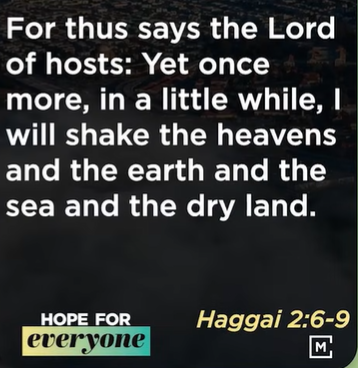 For thus says the Lord
of hosts: Yet once
more, in a little while, I
will shake the heavens
and the earth and the
sea and the dry land.
Haggai 2:6-9
HOPE FOR
everyone
M